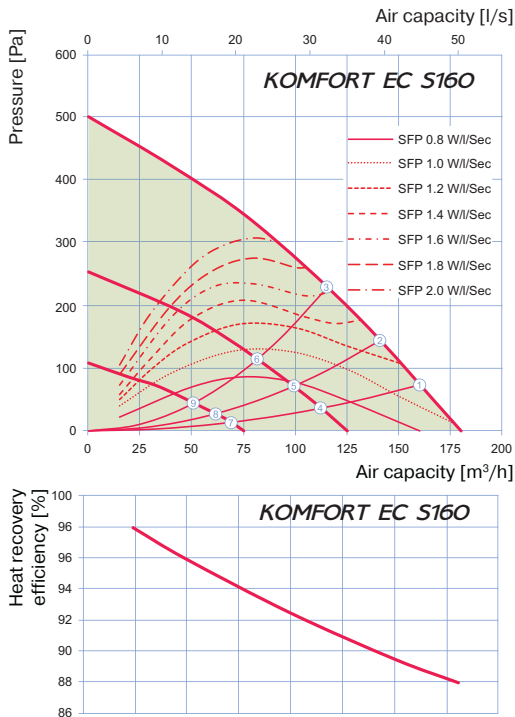 Air capacity [l/s]
0 10 20 30 40 50
Pressure [Pa]
600
500
400
300
200
100
0
KOMFORT EC S160
SFP 0.8 W/l/Sec
SFP 1.0 W/l/Sec
SFP 1.2 W/l/Sec
SFP 1.4 W/l/Sec
SFP 1.6 W/l/Sec
SFP 1.8 W/l/Sec
SFP 2.0 W/l/Sec
3
2
1
6
5
4
9
8
7
0 25 50 75 100 125 150 175 200
Air capacity [m³/h]
Heat recovery
efficiency [%]
100
98
96
94
92
90
88
86
KOMFORT EC S160